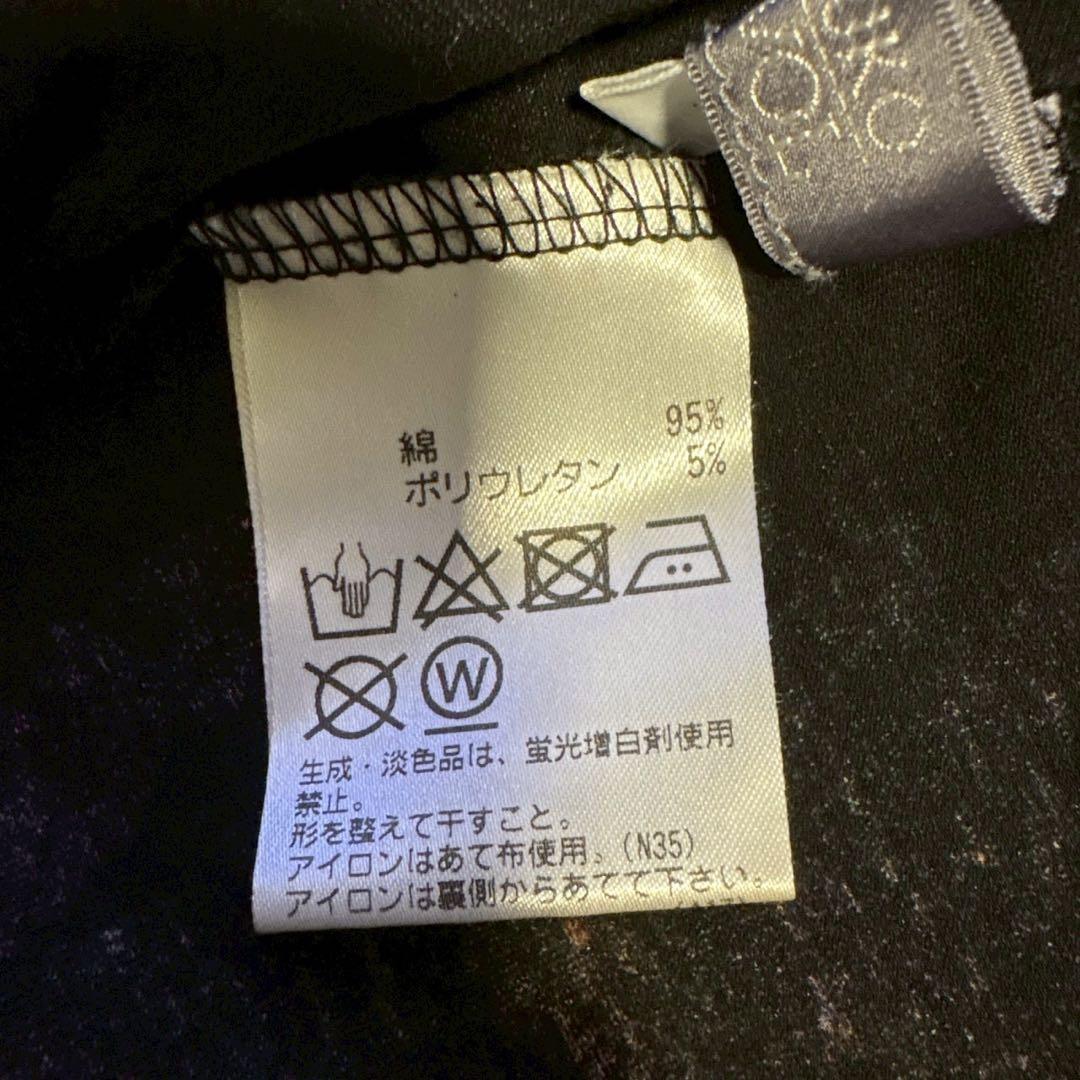 綿 95%
ポリウレタン 5%
W
生成・淡色品は、蛍光増白剤使用
禁止。
形を整えて干すこと。
アイロンはあて布使用。(N35)
アイロンは裏側からあてて下さい。